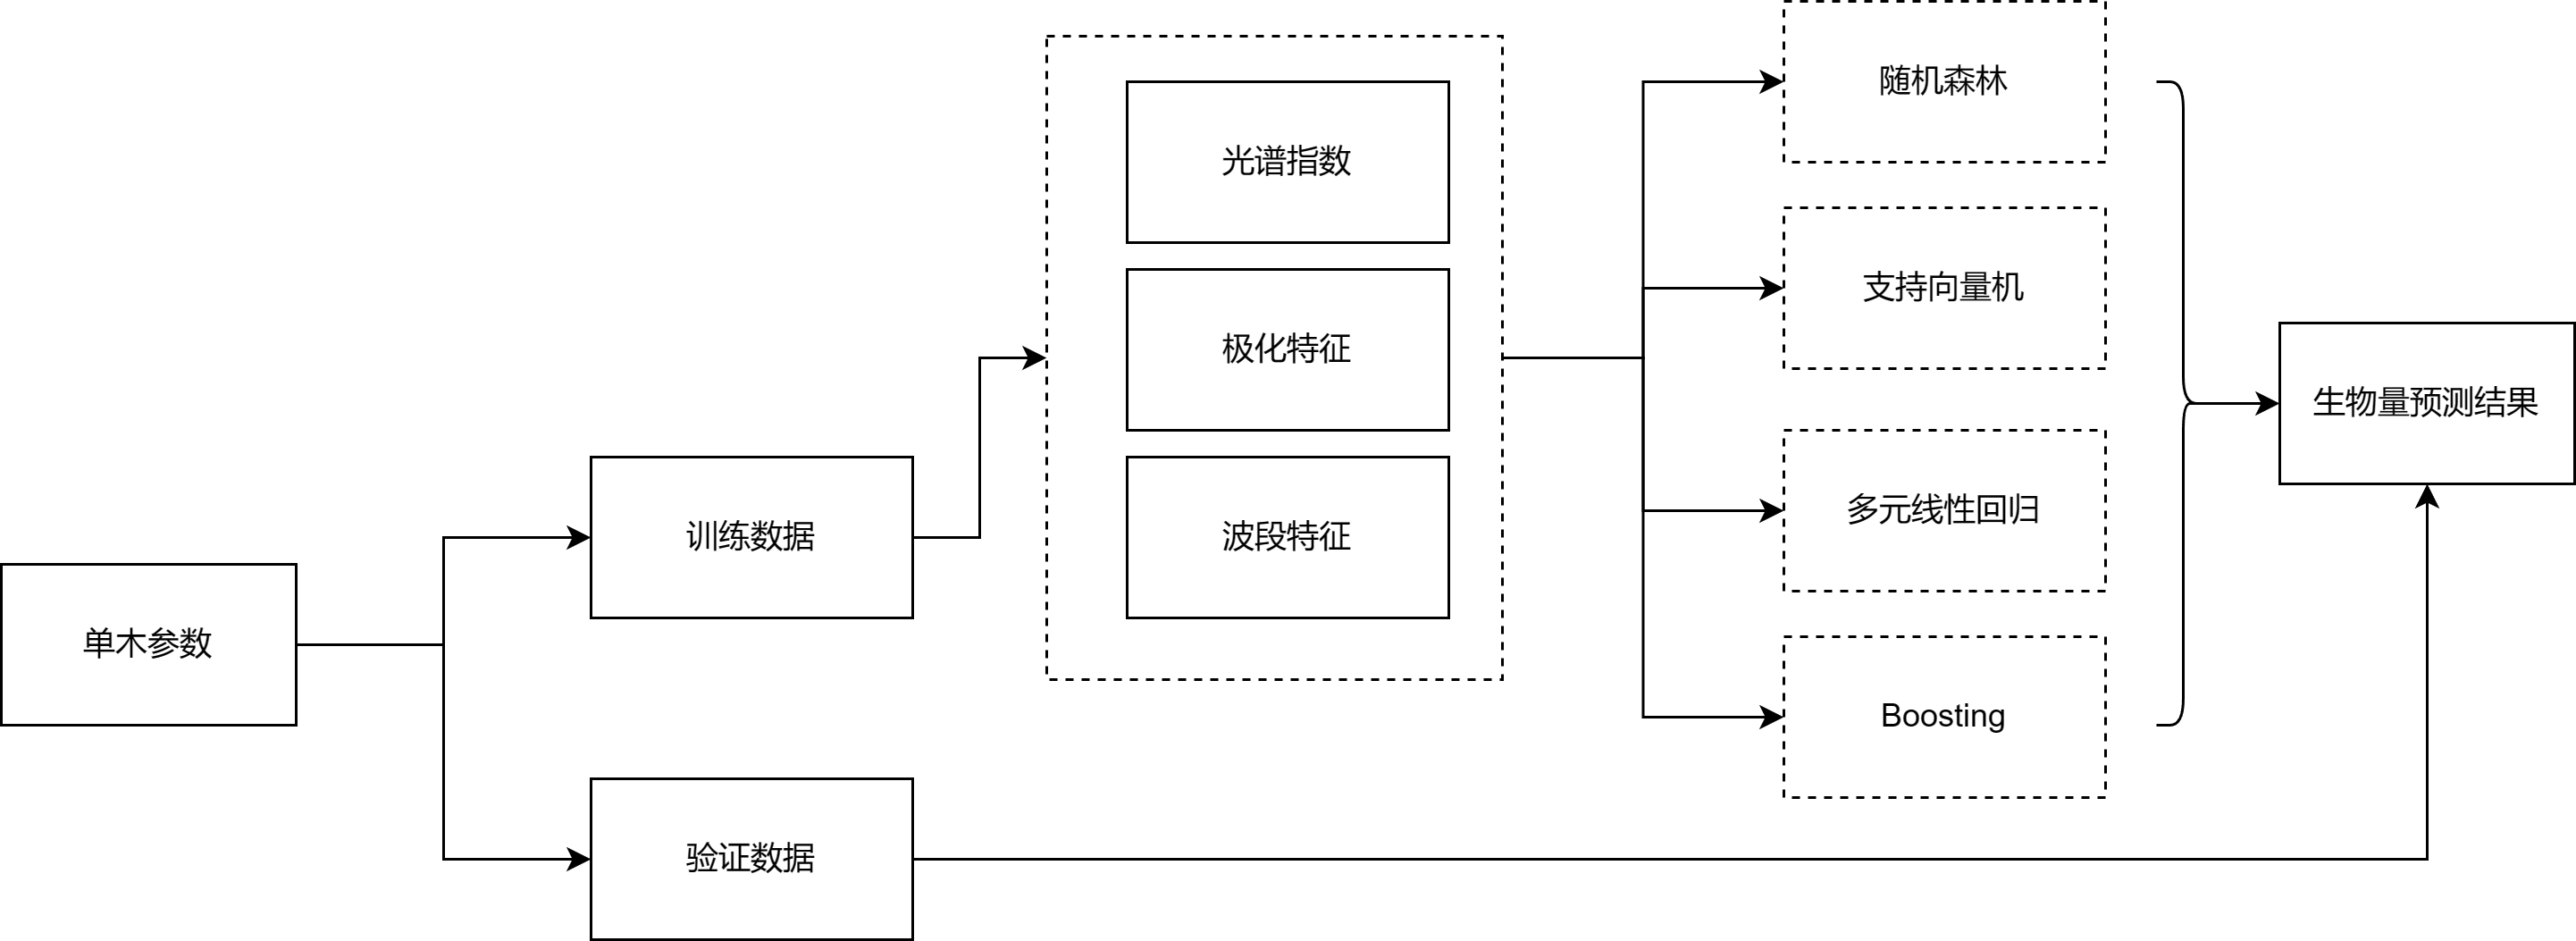 单木参数
训练数据
验证数据
光谱指数
极化特征
波段特征
随机森林
支持向量机
多元线性回归
Boosting
生物量预测结果